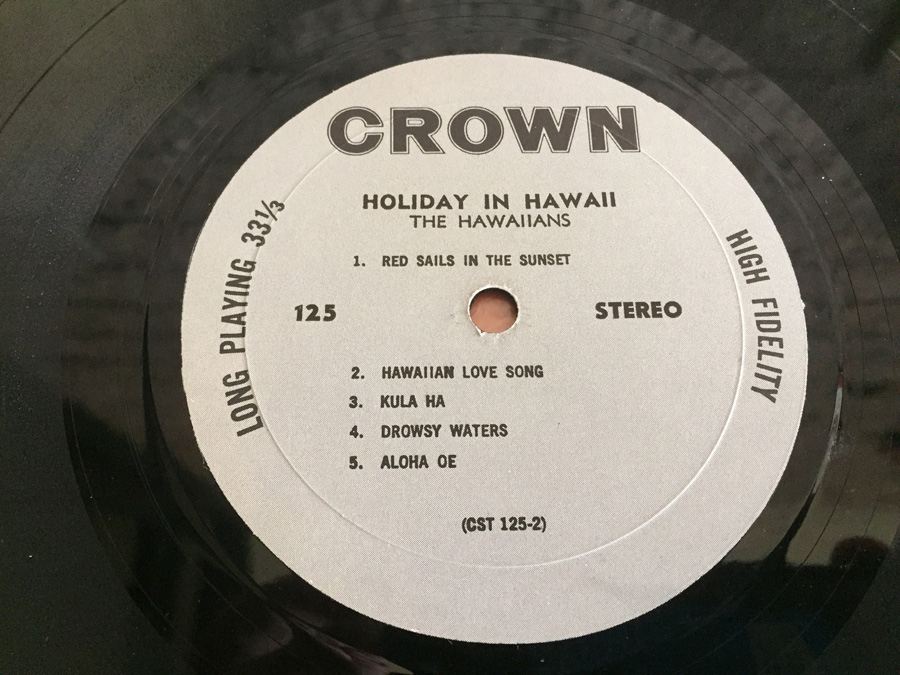 CROWN
HOLIDAY IN HAWAII
THE HAWAIIANS
1. RED SAILS IN THE SUNSET
LONG PLAYING 33⅓
125
STEREO
HIGH FIDELITY
2. HAWAIIAN LOVE SONG
3. KULA HA
4. DROWSY WATERS
5. ALOHA OE
(CST 125-2)